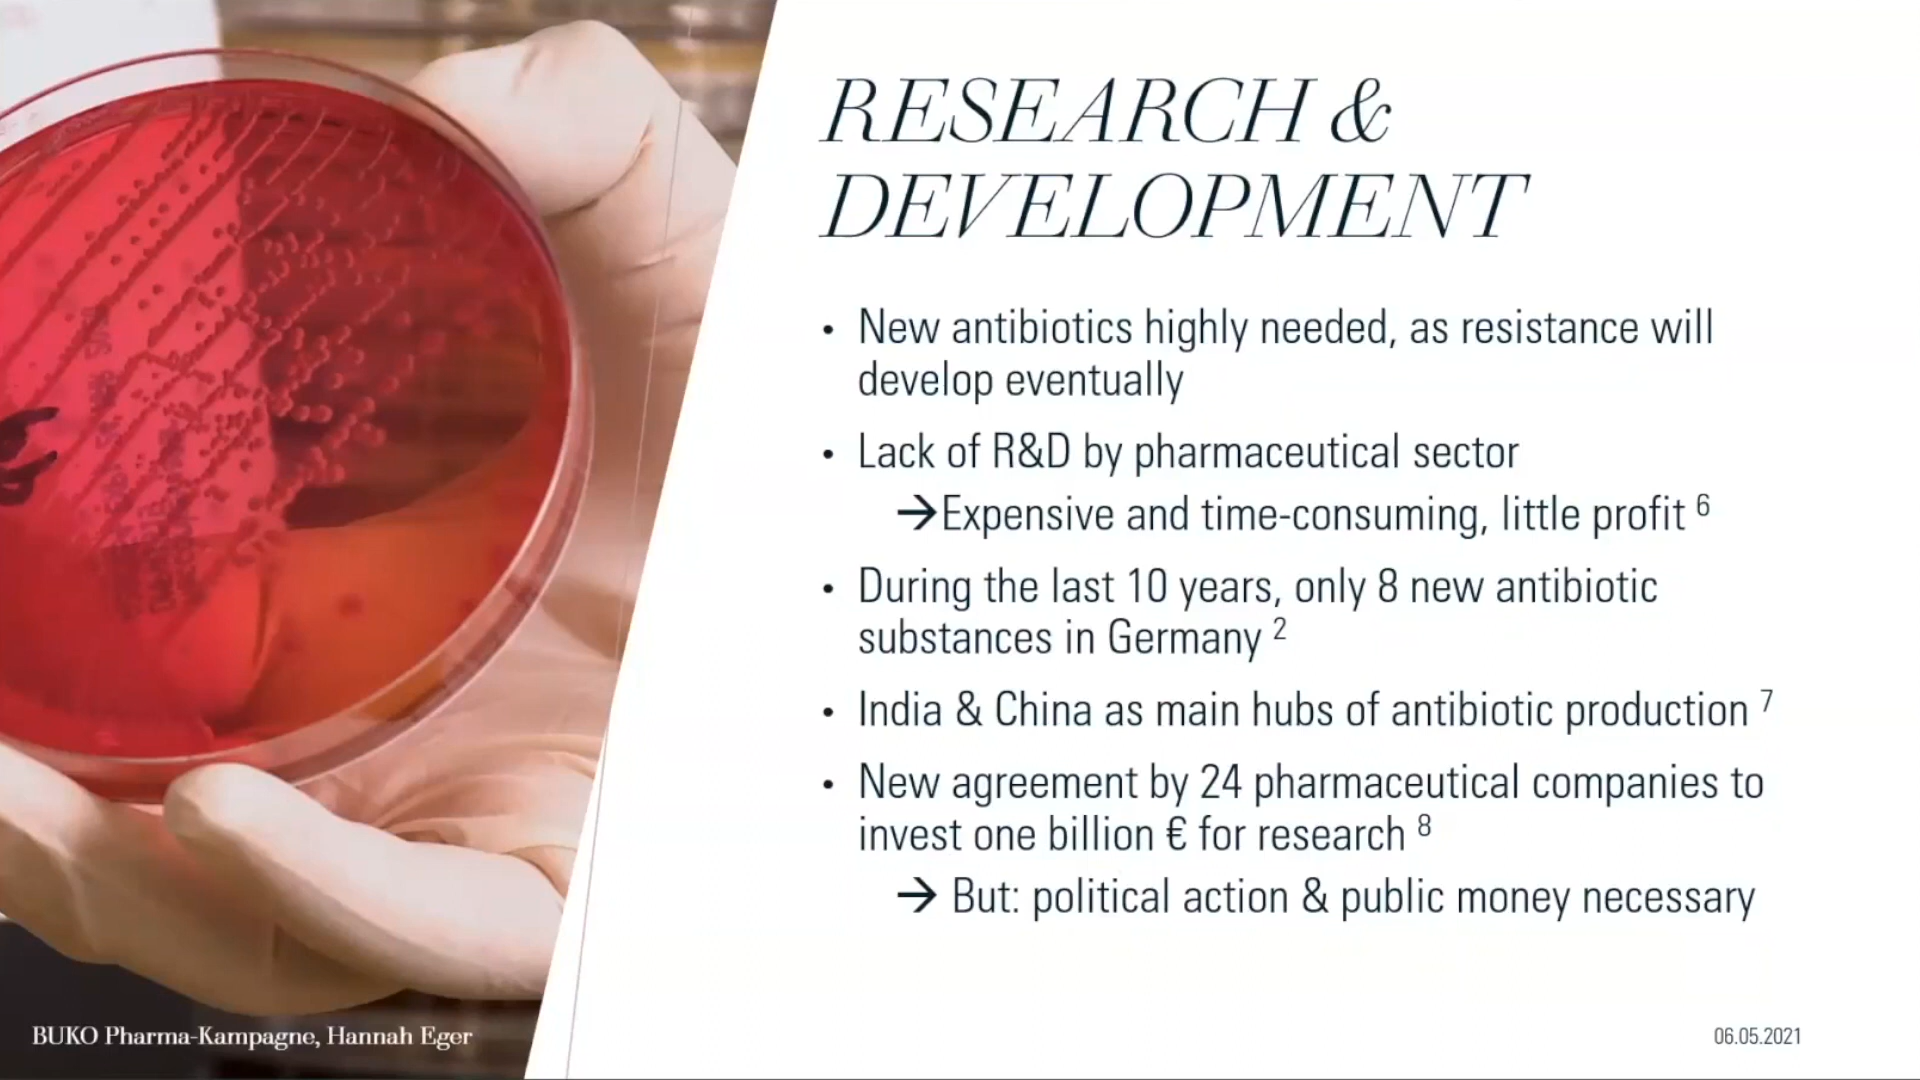 RESEARCH &
DEVELOPMENT
• New antibiotics highly needed, as resistance will
develop eventually
• Lack of R&D by pharmaceutical sector
→Expensive and time-consuming, little profit ⁶
• During the last 10 years, only 8 new antibiotic
substances in Germany ²
• India & China as main hubs of antibiotic production ⁷
• New agreement by 24 pharmaceutical companies to
invest one billion € for research ⁸
→ But: political action & public money necessary
BUKO Pharma-Kampagne, Hannah Eger
06.05.2021